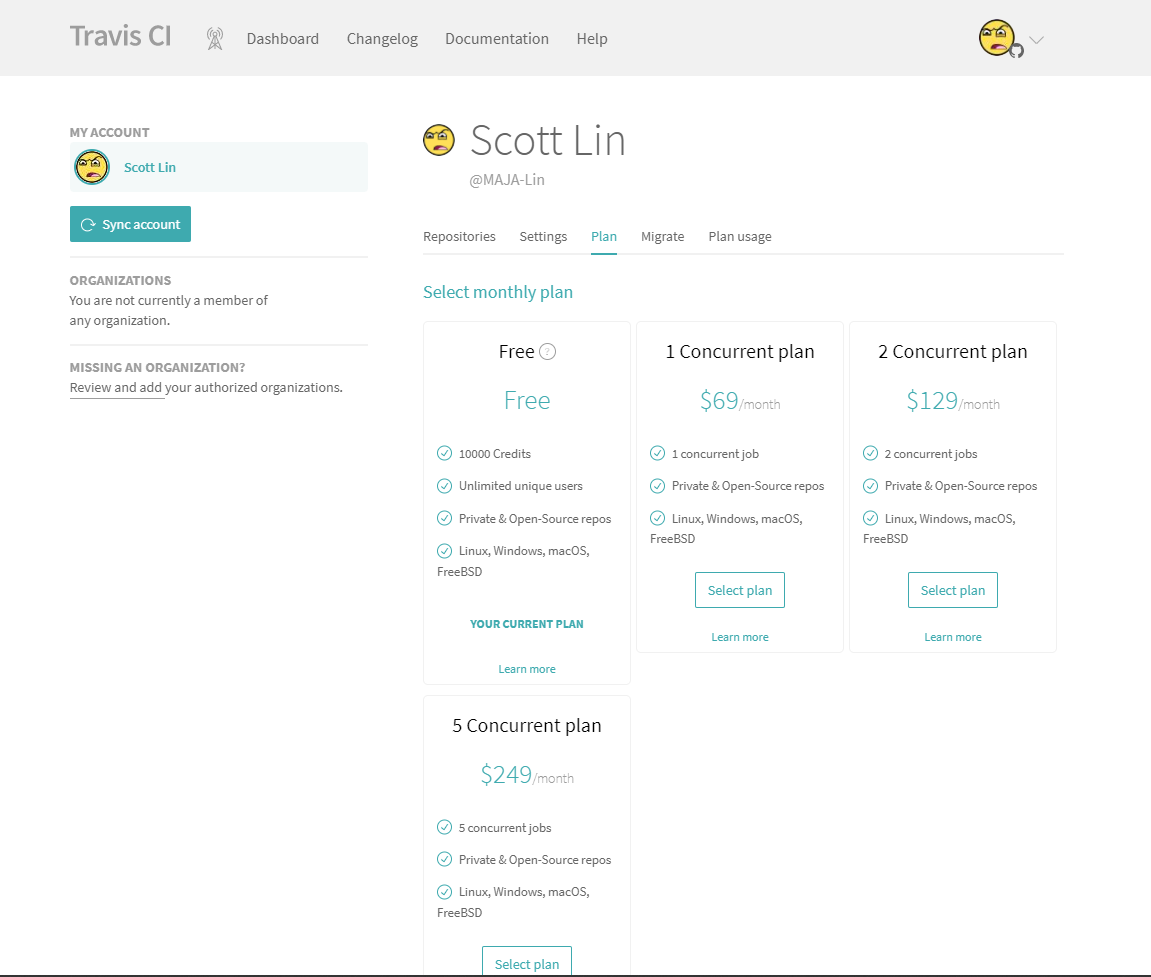 Travis CI
Dashboard
Changelog
Documentation
Help
MY ACCOUNT
Scott Lin
Sync account
ORGANIZATIONS
You are not currently a member of
any organization.
MISSING AN ORGANIZATION?
Review and add your authorized organizations.
Scott Lin
@MAJA-Lin
Repositories
Settings
Plan
Migrate
Plan usage
Select monthly plan
Free ?
Free
10000 Credits
Unlimited unique users
Private & Open-Source repos
Linux, Windows, macOS,
FreeBSD
YOUR CURRENT PLAN
Learn more
1 Concurrent plan
$69/month
1 concurrent job
Private & Open-Source repos
Linux, Windows, macOS,
FreeBSD
Select plan
Learn more
2 Concurrent plan
$129/month
2 concurrent jobs
Private & Open-Source repos
Linux, Windows, macOS,
FreeBSD
Select plan
Learn more
5 Concurrent plan
$249/month
5 concurrent jobs
Private & Open-Source repos
Linux, Windows, macOS,
FreeBSD
Select plan